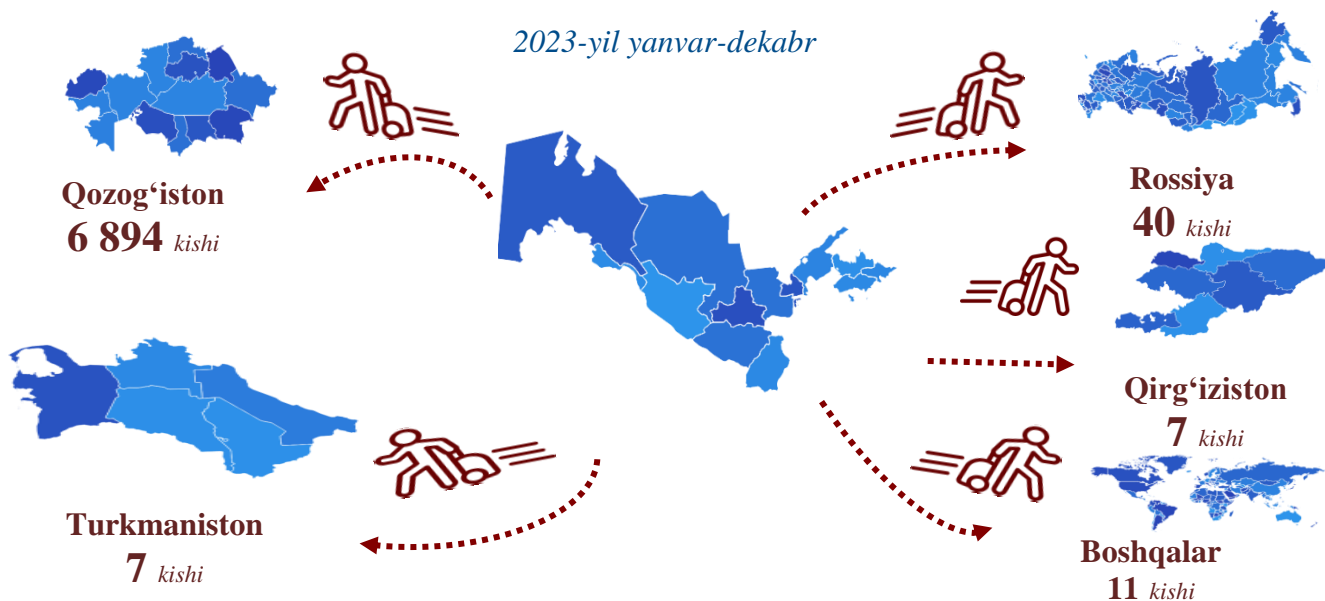 2023-yil yanvar-dekabr
Qozog‘iston
6 894 kishi
Rossiya
40 kishi
Qirg‘iziston
7 kishi
Turkmaniston
7 kishi
Boshqalar
11 kishi